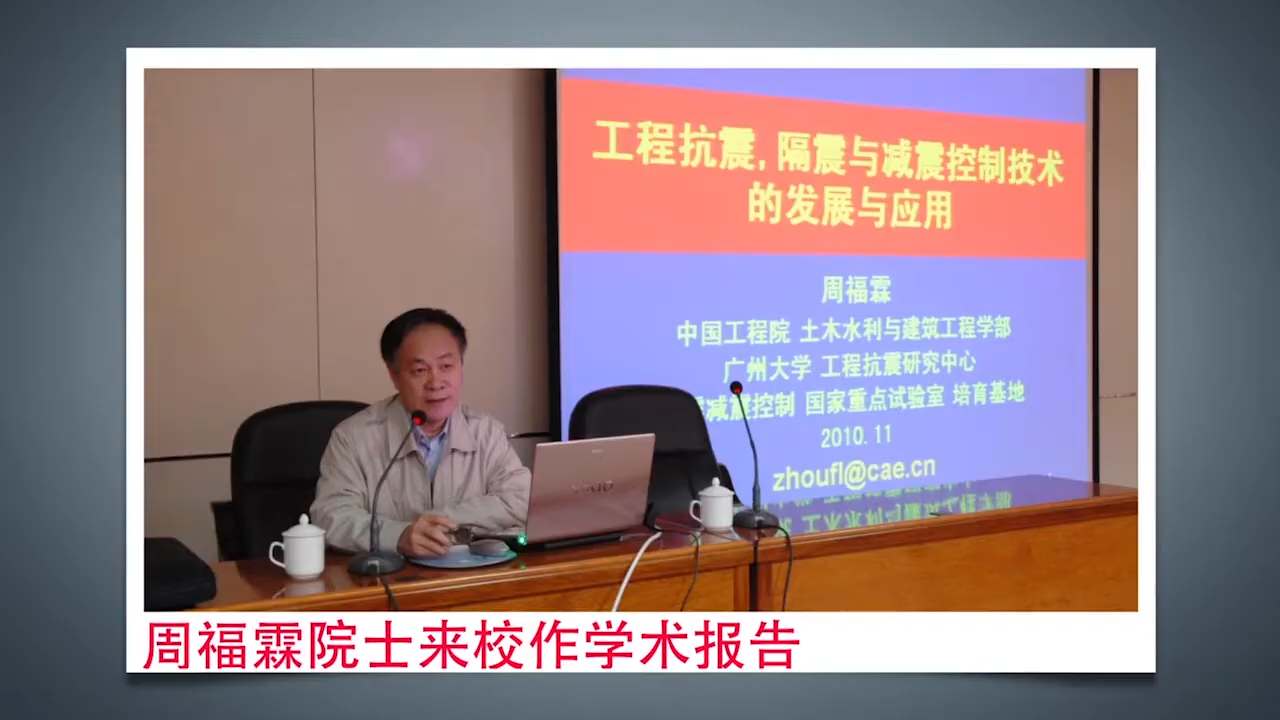 工程抗震,隔震与减震控制技术
的发展与应用
周福霖
中国工程院 土木水利与建筑工程学部
广州大学 工程抗震研究中心
减震控制 国家重点试验室 培育基地
2010.11
zhoufl@cae.cn
VAIO
周福霖院士来校作学术报告